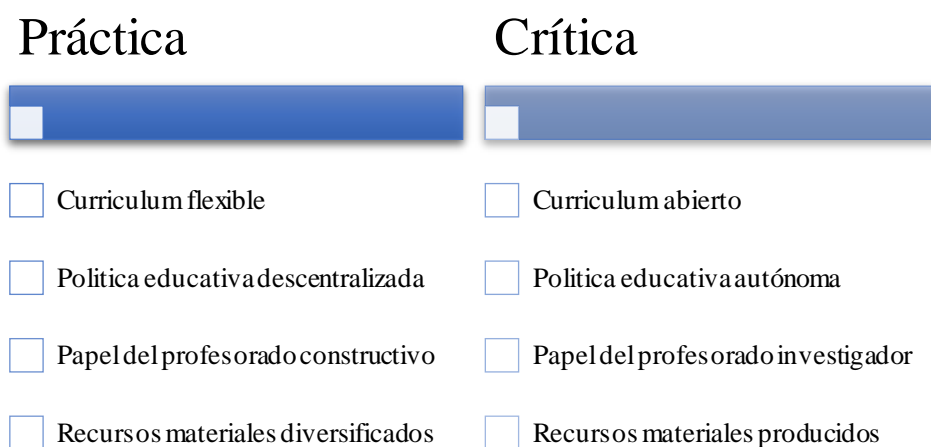 Práctica
Curriculum flexible
Politica educativa descentralizada
Papel del profesorado constructivo
Recursos materiales diversificados
Crítica
Curriculum abierto
Politica educativa autónoma
Papel del profesorado investigador
Recursos materiales producidos